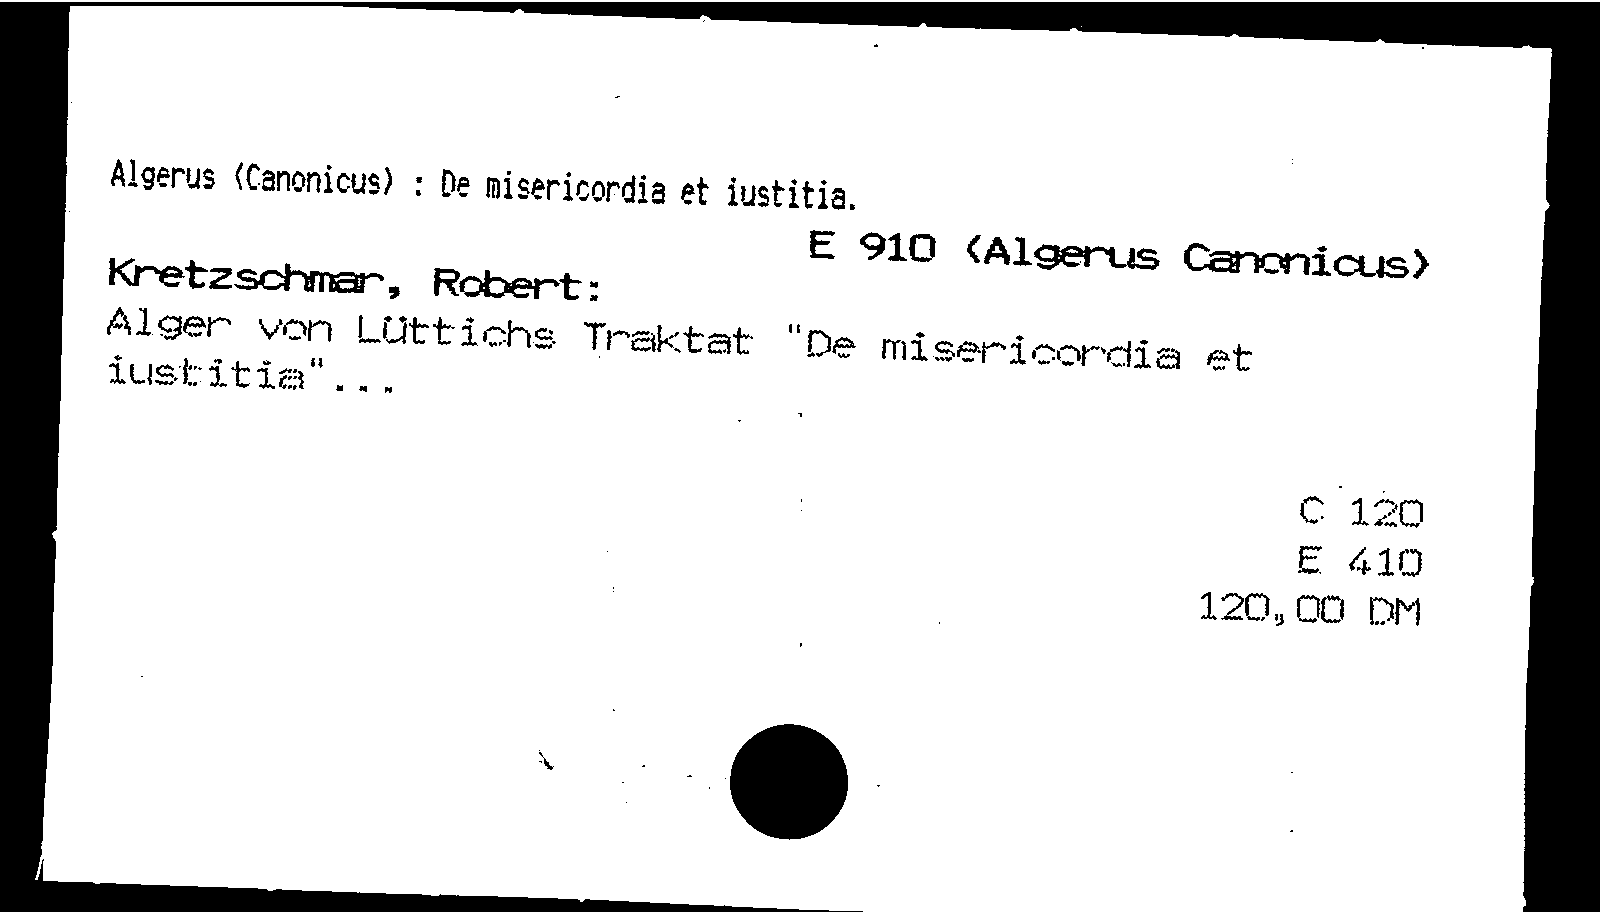 Algerus (Canonicus) : De misericordia et iustitia.
E 910 (Algerus Canonicus)
Kretzschmar, Robert:
Alger von Lüttichs Traktat "De misericordia et
iustitia"...
C 120
E 410
120,00 DM